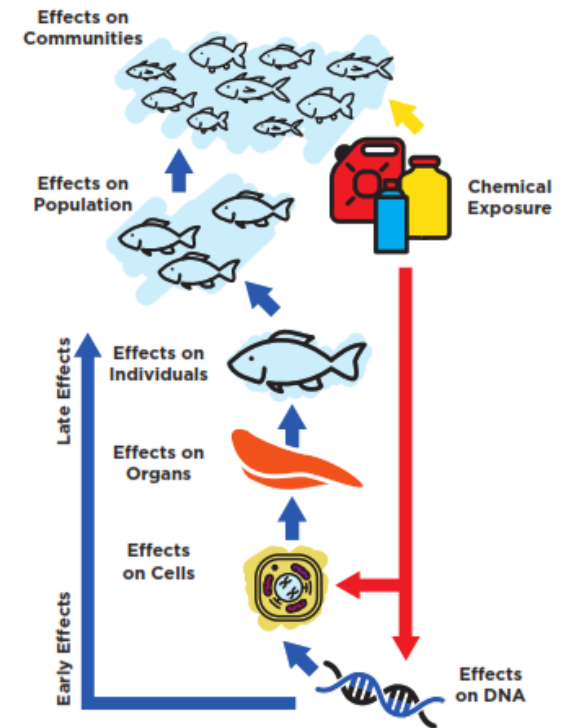 Effects on
Communities
Effects on
Population
Chemical
Exposure
Late Effects
Effects on
Individuals
Effects on
Organs
Effects
on Cells
Early Effects
Effects
on DNA